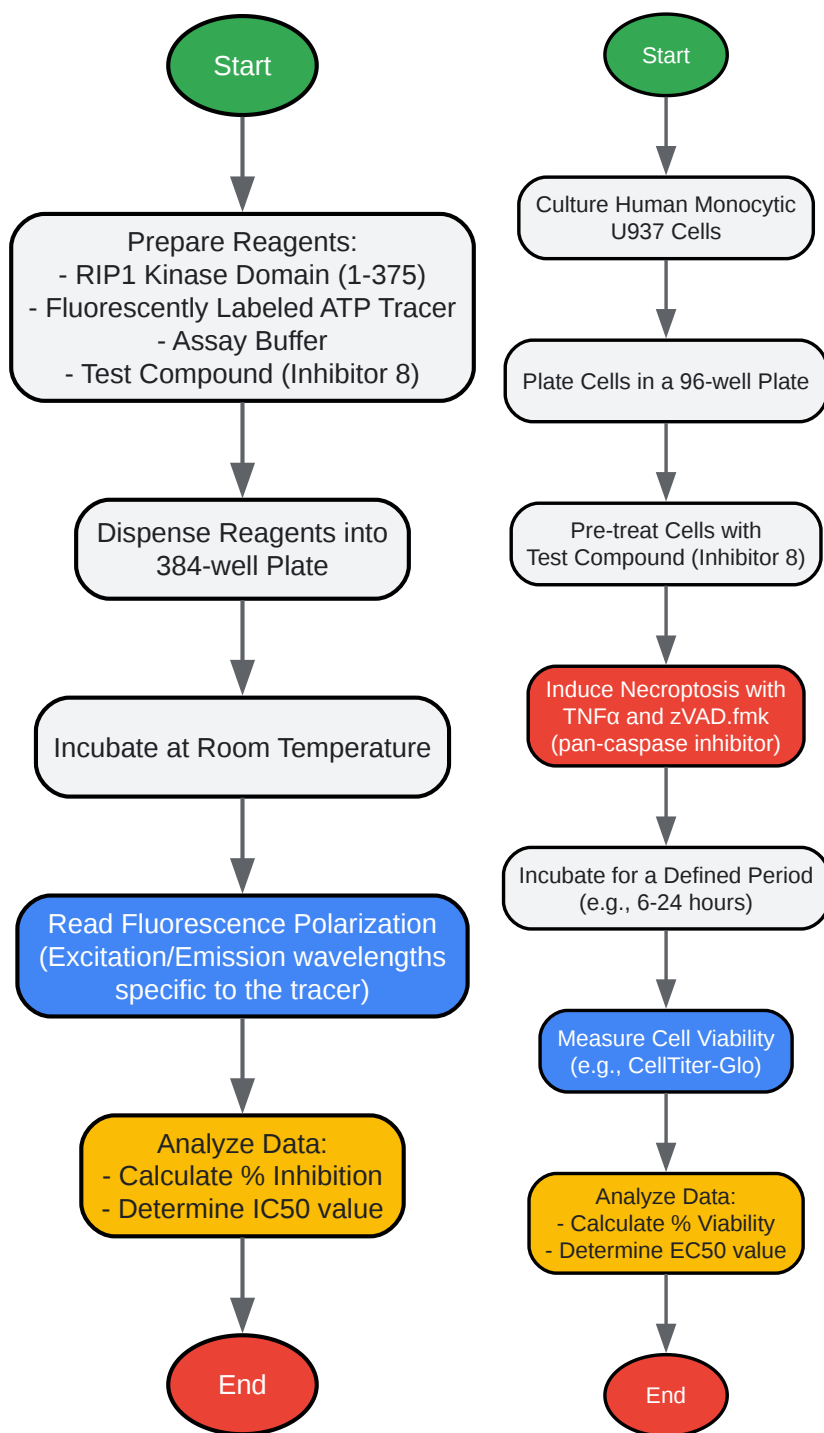 Start
Prepare Reagents:
- RIP1 Kinase Domain (1-375)
- Fluorescently Labeled ATP Tracer
- Assay Buffer
- Test Compound (Inhibitor 8)
Dispense Reagents into
384-well Plate
Incubate at Room Temperature
Read Fluorescence Polarization
(Excitation/Emission wavelengths
specific to the tracer)
Analyze Data:
- Calculate % Inhibition
- Determine IC50 value
End
Start
Culture Human Monocytic
U937 Cells
Plate Cells in a 96-well Plate
Pre-treat Cells with
Test Compound (Inhibitor 8)
Induce Necroptosis with
TNFα and zVAD.fmk
(pan-caspase inhibitor)
Incubate for a Defined Period
(e.g., 6-24 hours)
Measure Cell Viability
(e.g., CellTiter-Glo)
Analyze Data:
- Calculate % Viability
- Determine EC50 value
End